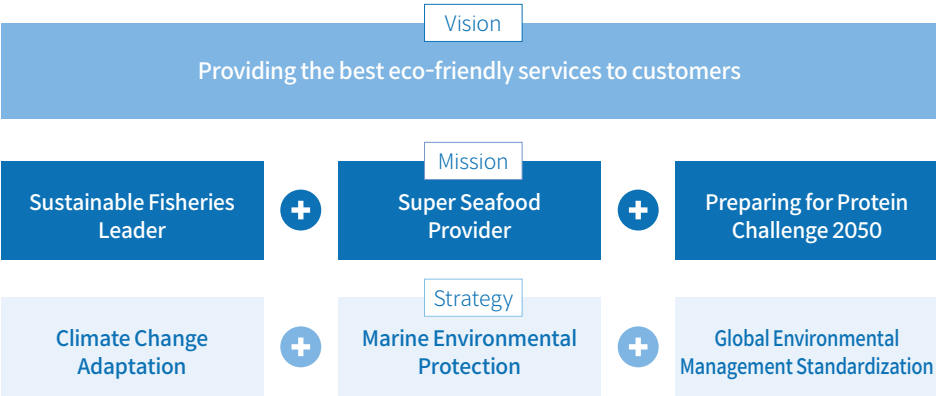 Vision
Providing the best eco-friendly services to customers
Mission
Sustainable Fisheries
Leader
Super Seafood
Provider
Preparing for Protein
Challenge 2050
Strategy
Climate Change
Adaptation
Marine Environmental
Protection
Global Environmental
Management Standardization